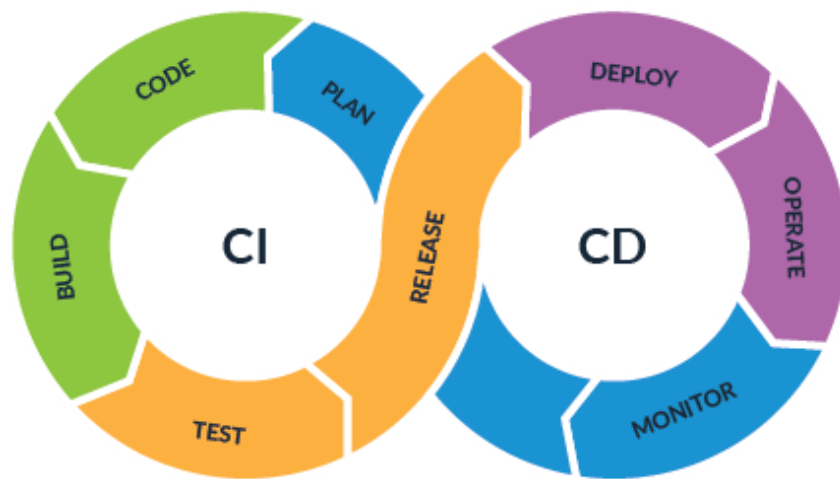 CODE
PLAN
BUILD
CI
TEST
RELEASE
DEPLOY
OPERATE
CD
MONITOR